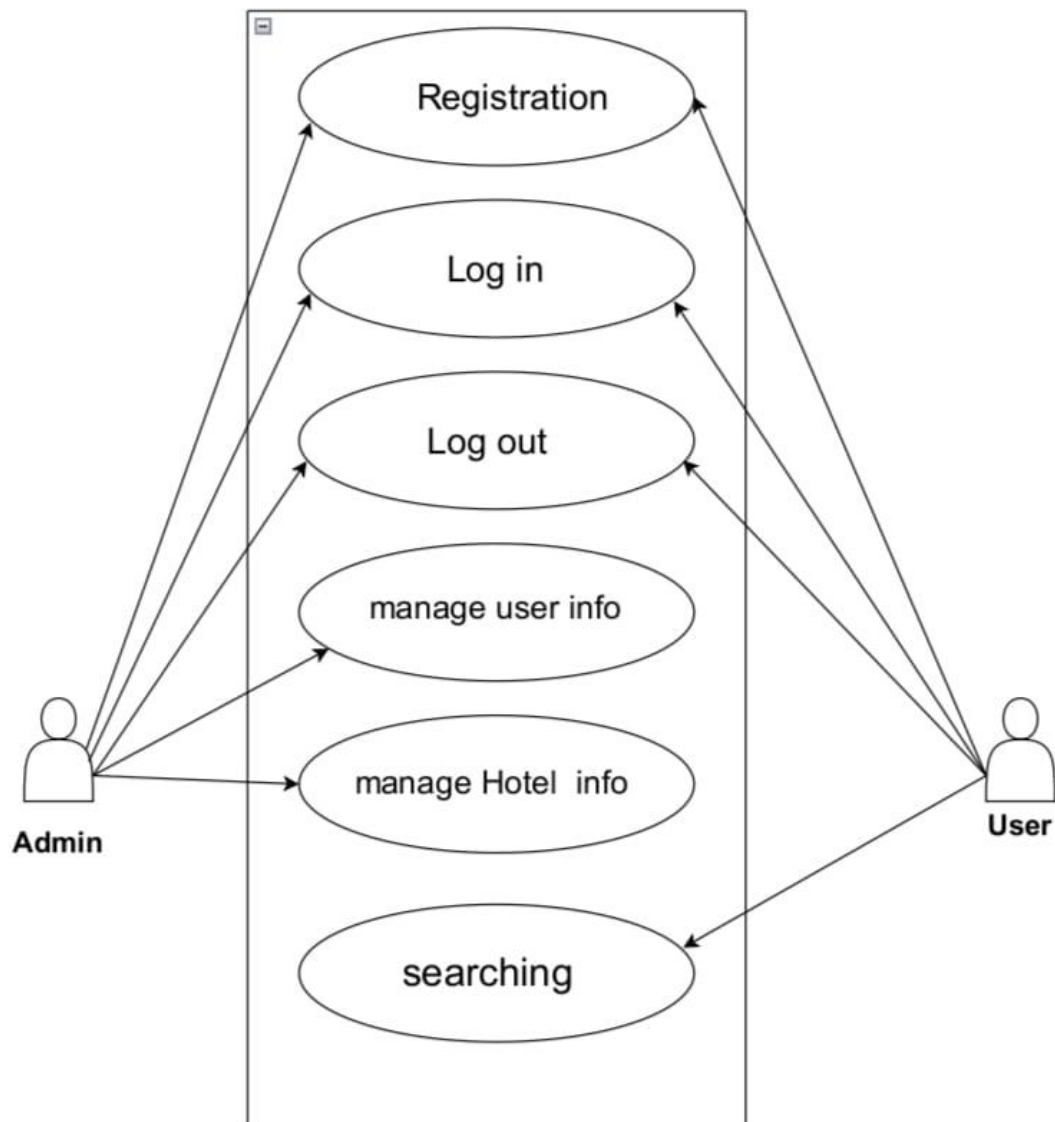 Registration
Log in
Log out
manage user info
manage Hotel info
searching
Admin
User